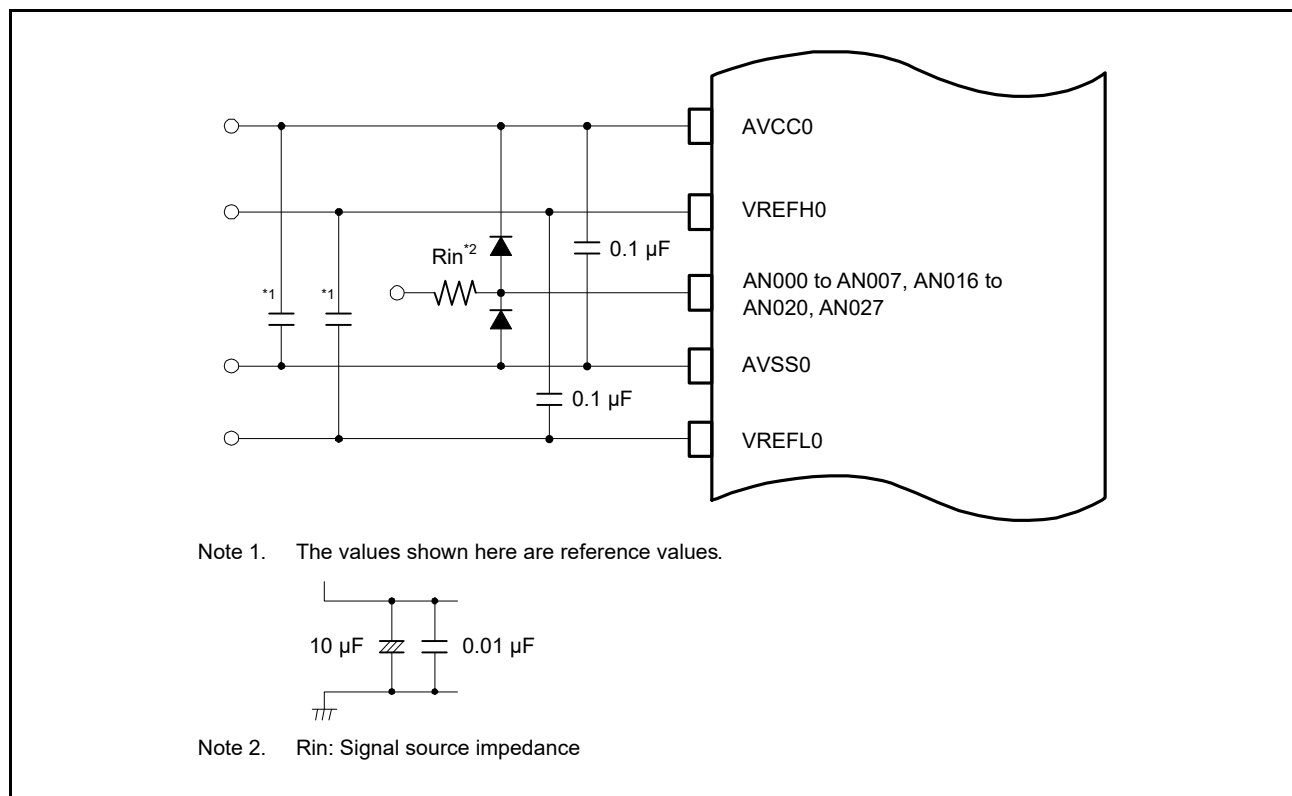 AVCC0
VREFH0
Rin*2
0.1 µF
*1
*1
AN000 to AN007, AN016 to
AN020, AN027
AVSS0
0.1 µF
VREFL0
Note 1. The values shown here are reference values.
10 µF
0.01 µF
Note 2. Rin: Signal source impedance